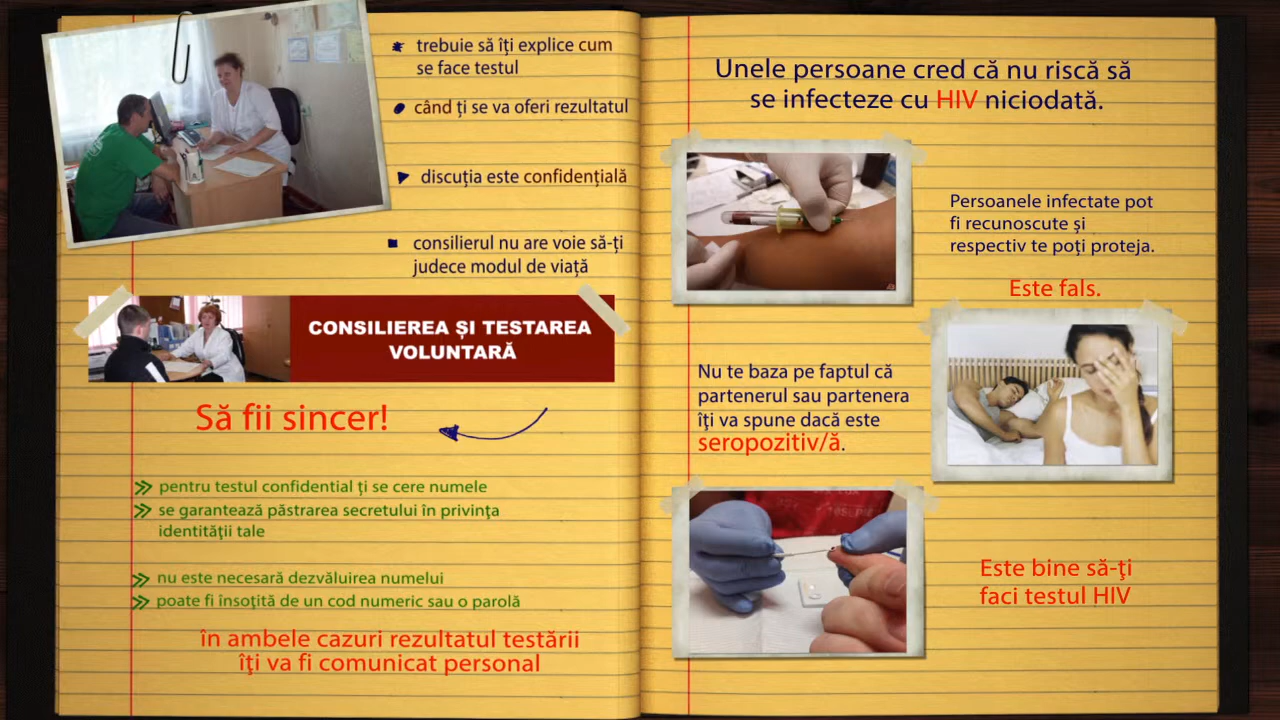 trebuie să îți explice cum
se face testul
când ți se va oferi rezultatul
discuția este confidențială
consilierul nu are voie să-ți
judece modul de viață
CONSILIEREA ȘI TESTAREA
VOLUNTARĂ
Să fii sincer!
pentru testul confidential ți se cere numele
se garantează păstrarea secretului în privința
identității tale
nu este necesară dezvăluirea numelui
poate fi însoțită de un cod numeric sau o parolă
în ambele cazuri rezultatul testării
îți va fi comunicat personal
Unele persoane cred că nu riscă să
se infecteze cu HIV niciodată.
Persoanele infectate pot
fi recunoscute și
respectiv te poți proteja.
Este fals.
Nu te baza pe faptul că
partenerul sau partenera
îți va spune dacă este
seropozitiv/ă.
Este bine să-ți
faci testul HIV